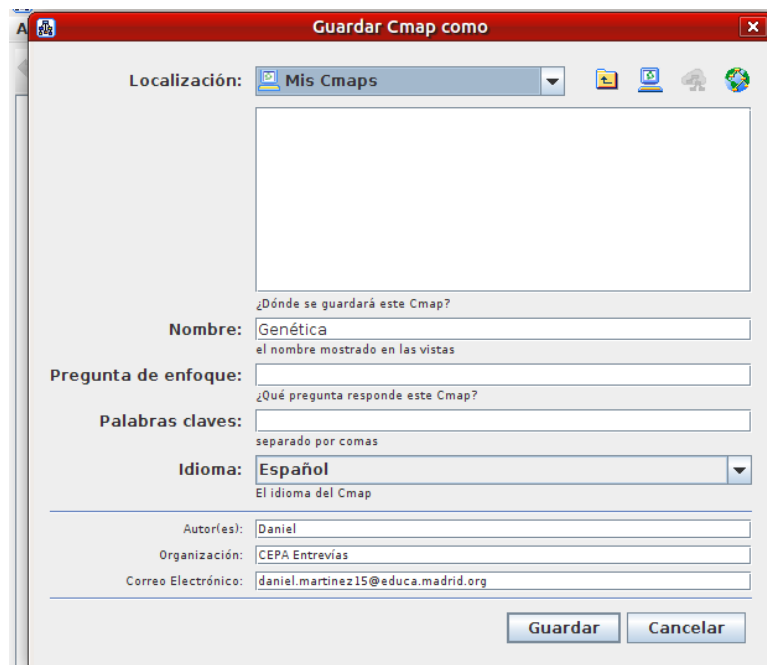 A
Guardar Cmap como
Localización: Mis Cmaps
¿Dónde se guardará este Cmap?
Nombre: Genética
el nombre mostrado en las vistas
Pregunta de enfoque:
¿Qué pregunta responde este Cmap?
Palabras claves:
separado por comas
Idioma: Español
El idioma del Cmap
Autor(es): Daniel
Organización: CEPA Entrevías
Correo Electrónico: daniel.martinez15@educa.madrid.org
Guardar Cancelar